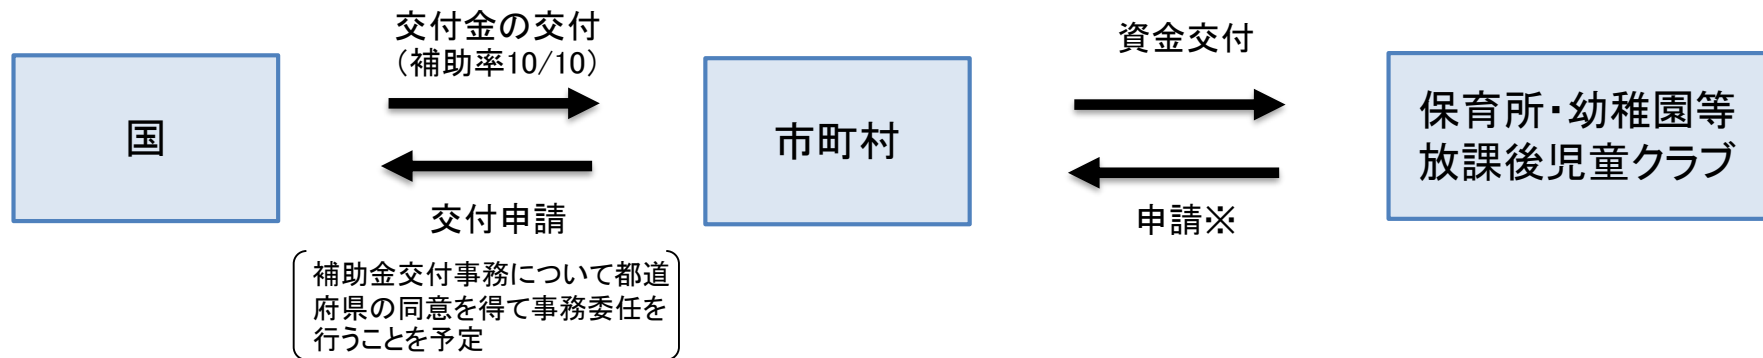 国
交付金の交付
（補助率10/10）
交付申請
補助金交付事務について都道
府県の同意を得て事務委任を
行うことを予定
市町村
資金交付
申請※
保育所・幼稚園等
放課後児童クラブ